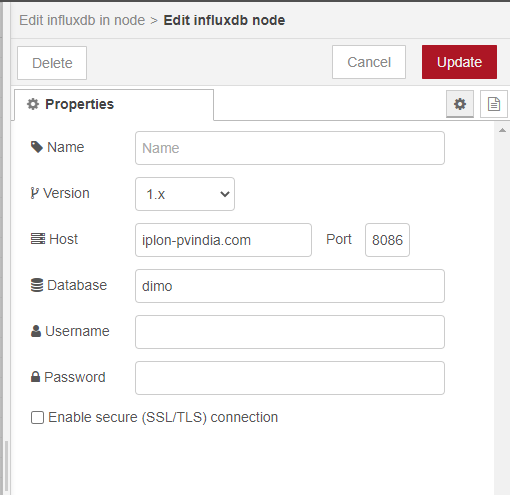 Edit influxdb in node > Edit influxdb node
Delete Cancel Update
Properties
Name Name
Version 1.x
Host iplon-pvindia.com Port 8086
Database dimo
Username
Password
Enable secure (SSL/TLS) connection